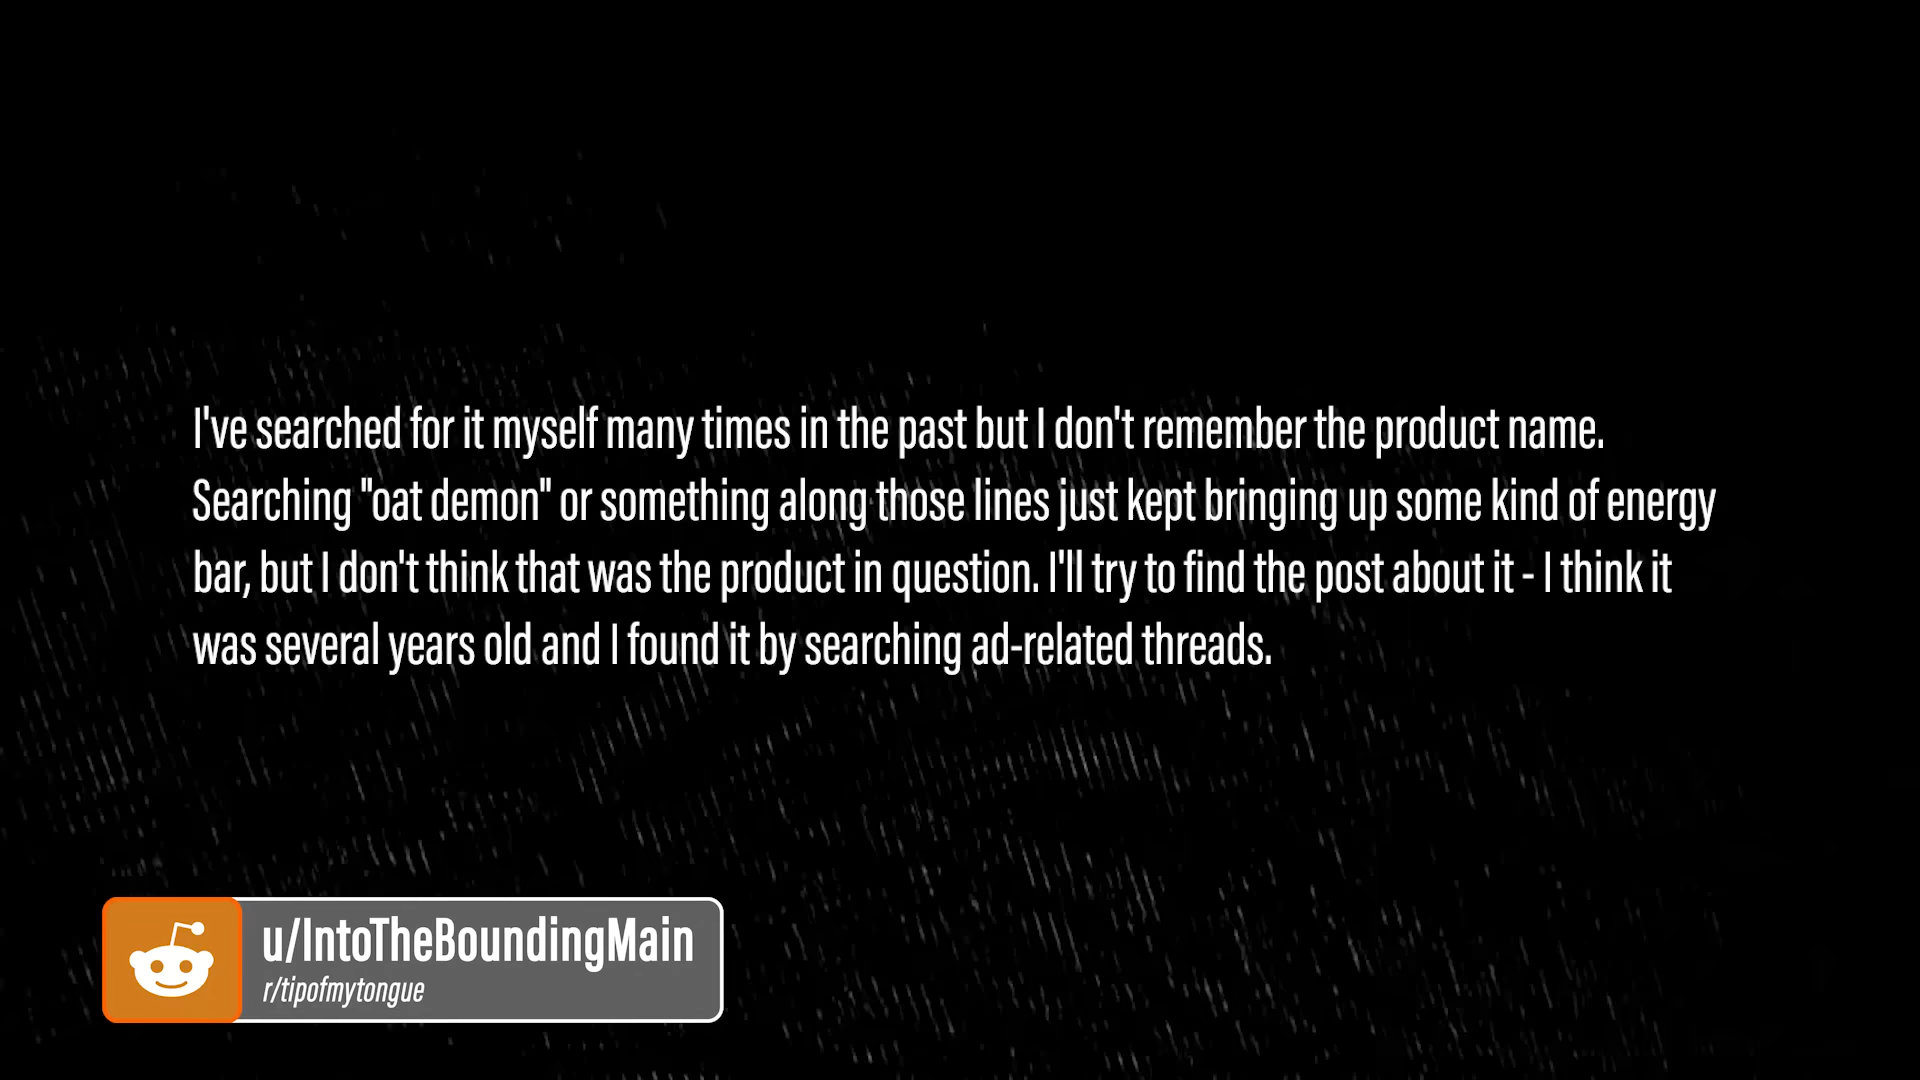 I've searched for it myself many times in the past but I don't remember the product name.
Searching "oat demon" or something along those lines just kept bringing up some kind of energy
bar, but I don't think that was the product in question. I'll try to find the post about it - I think it
was several years old and I found it by searching ad-related threads.
u/IntoTheBoundingMain
r/tipofmytongue